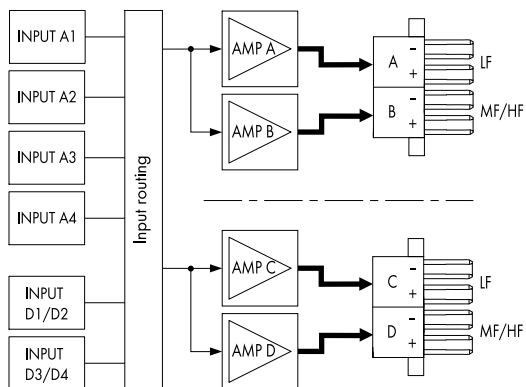 INPUT A1
INPUT A2
INPUT A3
INPUT A4
INPUT
D1/D2
INPUT
D3/D4
Input routing
AMP A
AMP B
A
-
+
B
-
+
LF
MF/HF
AMP C
AMP D
C
-
+
D
-
+
LF
MF/HF